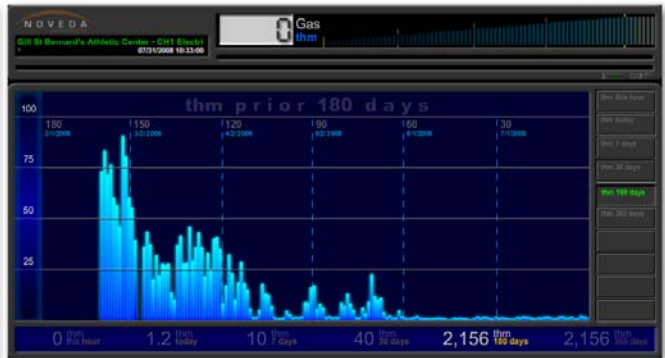 NOVEDA
Gill St Bernard's Athletic Center - CH1 Electri
07/31/2008 10:33:00
0 Gas
thm
thm prior 180 days
100
75
50
25
180 150 120 90 60 30
2/1/2008 3/2/2008 4/2/2008 5/2/2008 6/1/2008 7/1/2008
thm this hour
thm today
thm 7 days
thm 30 days
thm 180 days
thm 360 days
0 thm this hour
1.2 thm today
10 thm 7 days
40 thm 30 days
2,156 thm 180 days
2,156 thm 360 days